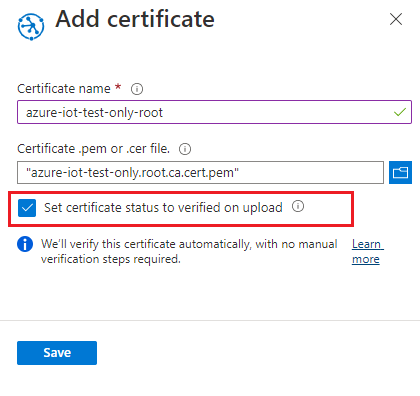 Add certificate
Certificate name *
azure-iot-test-only-root
Certificate .pem or .cer file.
"azure-iot-test-only.root.ca.cert.pem"
Set certificate status to verified on upload
We'll verify this certificate automatically, with no manual
verification steps required.
Learn
more
Save